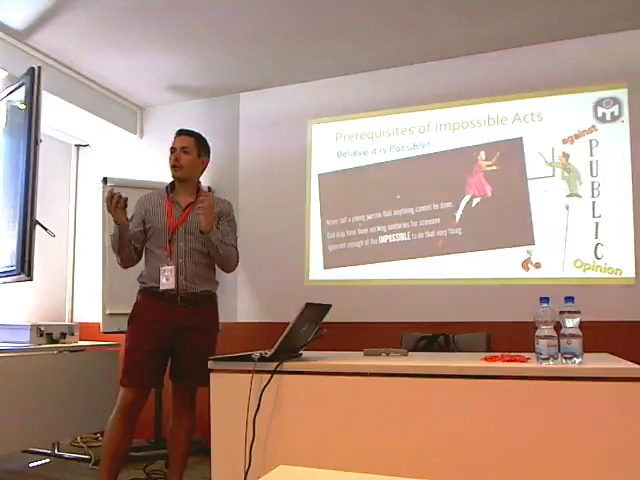 Prerequisites of Impossible Acts
Believe it is Possible!
Never tell a young person that anything cannot be done.
God may have been waiting centuries for someone
ignorant enough of the IMPOSSIBLE to do that very thing.
against
PUBLIC
Opinion